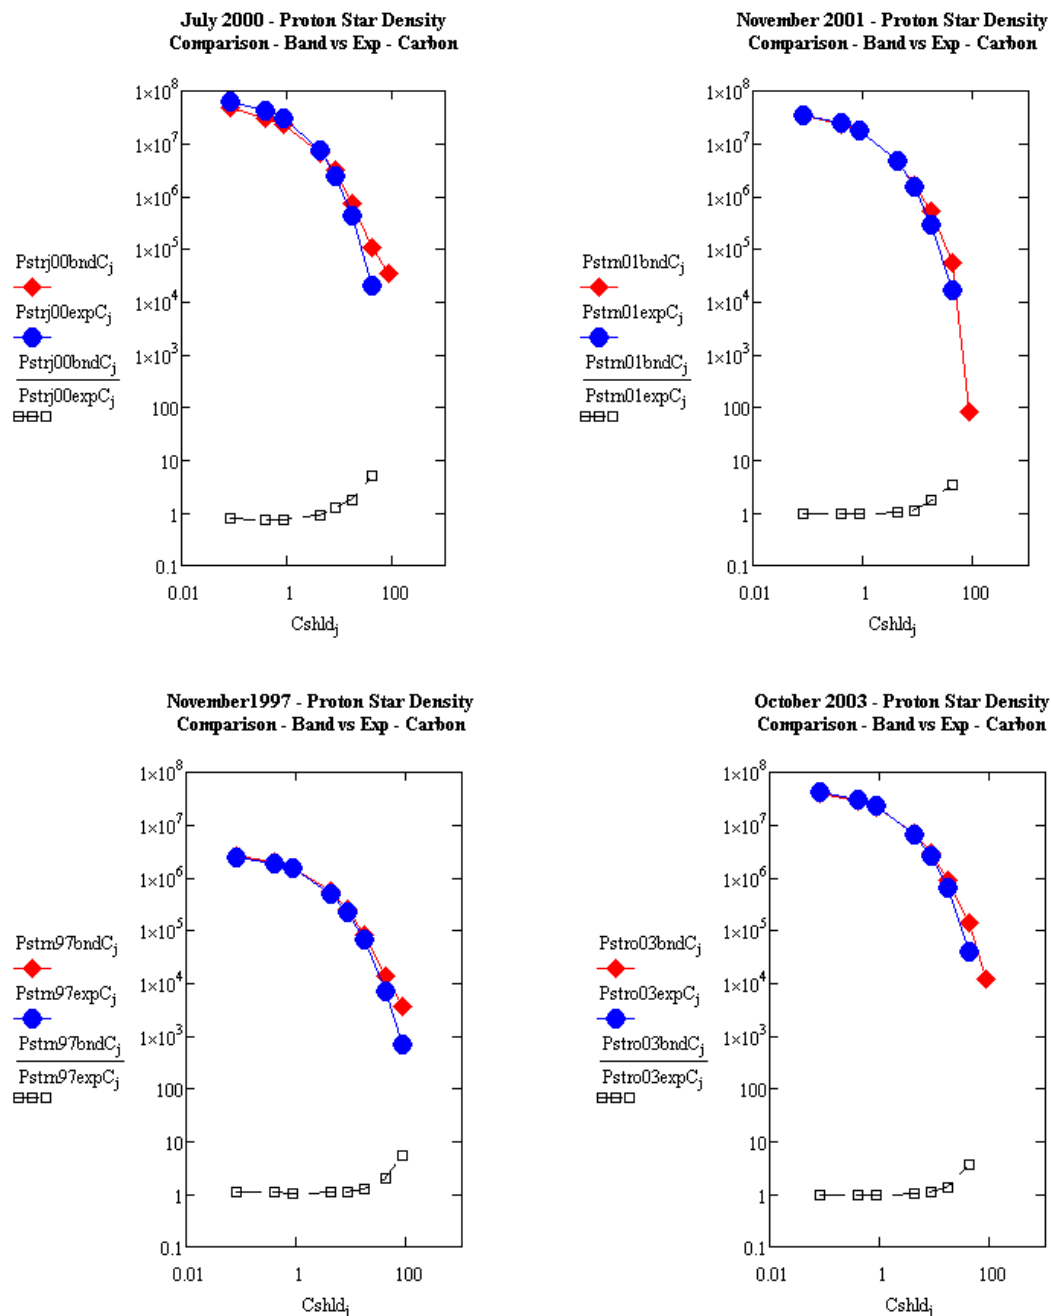 July 2000 - Proton Star Density
Comparison - Band vs Exp - Carbon
1×10^8
1×10^7
1×10^6
1×10^5
1×10^4
1×10^3
100
10
1
0.1
Pstrj00bndC_j
Pstrj00expC_j
Pstrj00bndC_j
Pstrj00expC_j
0.01
1
100
Cshld_j
November 2001 - Proton Star Density
Comparison - Band vs Exp - Carbon
1×10^8
1×10^7
1×10^6
1×10^5
1×10^4
1×10^3
100
10
1
0.1
Pstrn01bndC_j
Pstrn01expC_j
Pstrn01bndC_j
Pstrn01expC_j
0.01
1
100
Cshld_j
November1997 - Proton Star Density
Comparison - Band vs Exp - Carbon
1×10^8
1×10^7
1×10^6
1×10^5
1×10^4
1×10^3
100
10
1
0.1
Pstrn97bndC_j
Pstrn97expC_j
Pstrn97bndC_j
Pstrn97expC_j
0.01
1
100
Cshld_j
October 2003 - Proton Star Density
Comparison - Band vs Exp - Carbon
1×10^8
1×10^7
1×10^6
1×10^5
1×10^4
1×10^3
100
10
1
0.1
Pstro03bndC_j
Pstro03expC_j
Pstro03bndC_j
Pstro03expC_j
0.01
1
100
Cshld_j